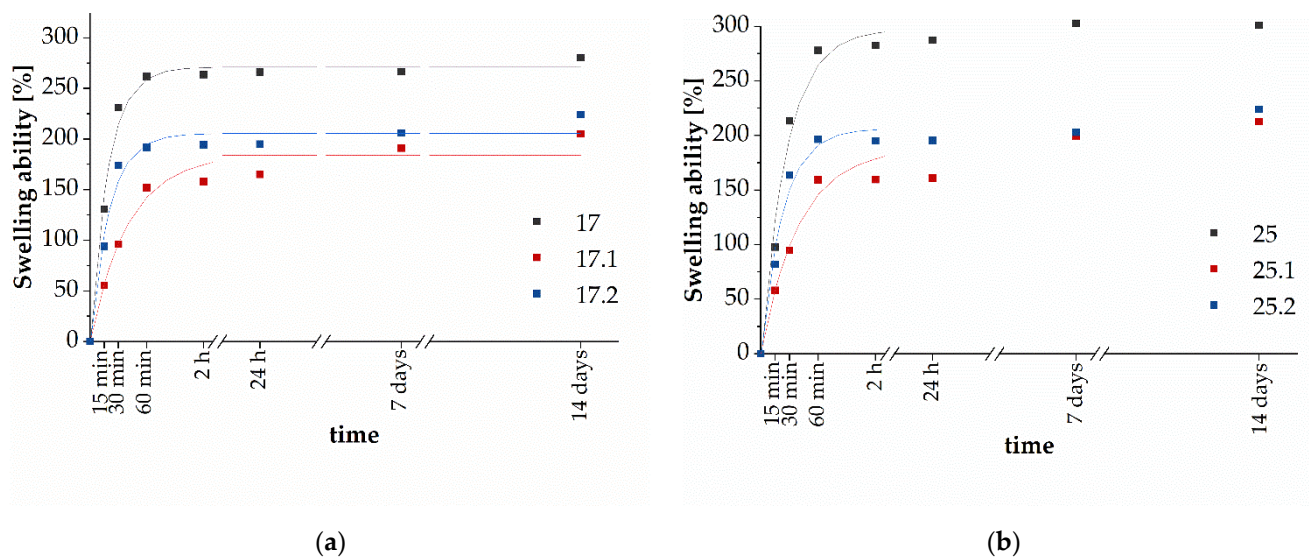 Swelling ability [%]
300
250
200
150
100
50
0
17
17.1
17.2
15 min
30 min
60 min
2 h
24 h
7 days
14 days
time
(a)
Swelling ability [%]
300
250
200
150
100
50
0
25
25.1
25.2
15 min
30 min
60 min
2 h
24 h
7 days
14 days
time
(b)